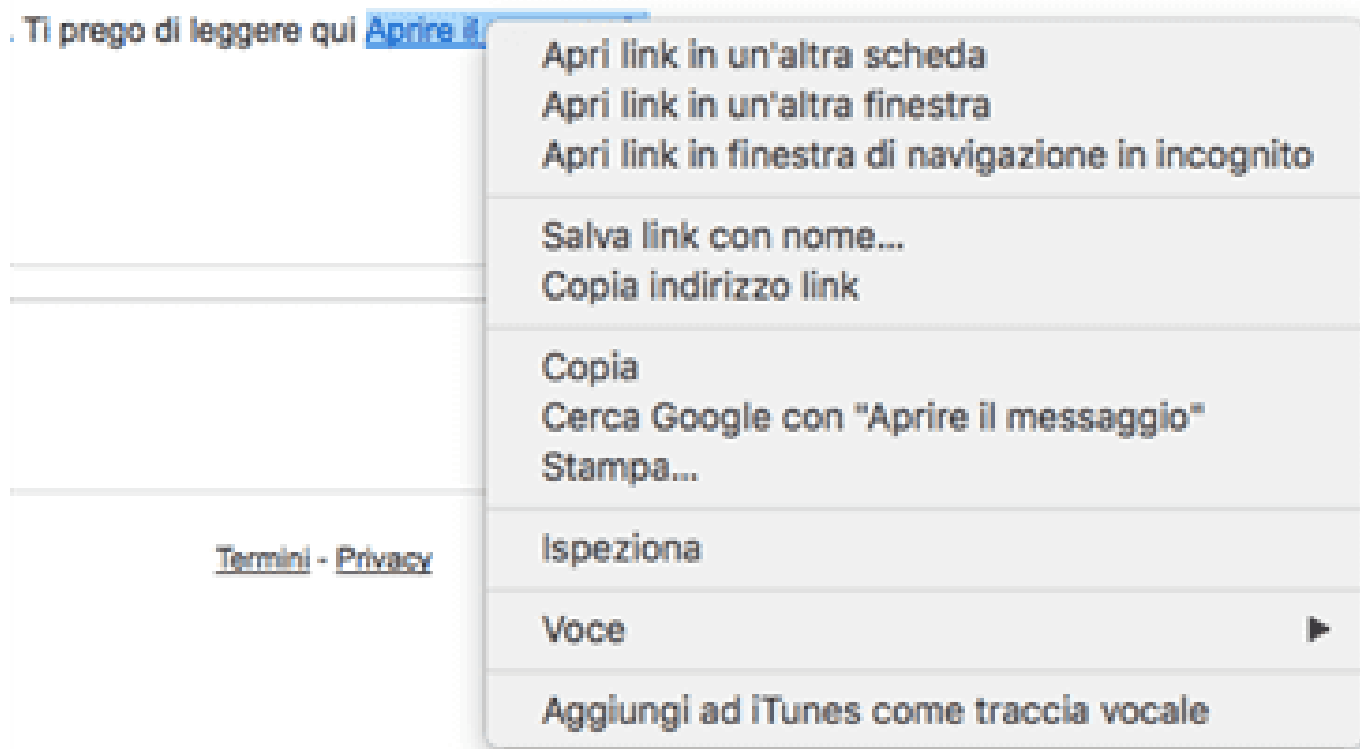 . Ti prego di leggere qui Aprire il
Apri link in un'altra scheda
Apri link in un'altra finestra
Apri link in finestra di navigazione in incognito
Salva link con nome...
Copia indirizzo link
Copia
Cerca Google con "Aprire il messaggio"
Stampa...
Termini - Privacy
Ispeziona
Voce
Aggiungi ad iTunes come traccia vocale